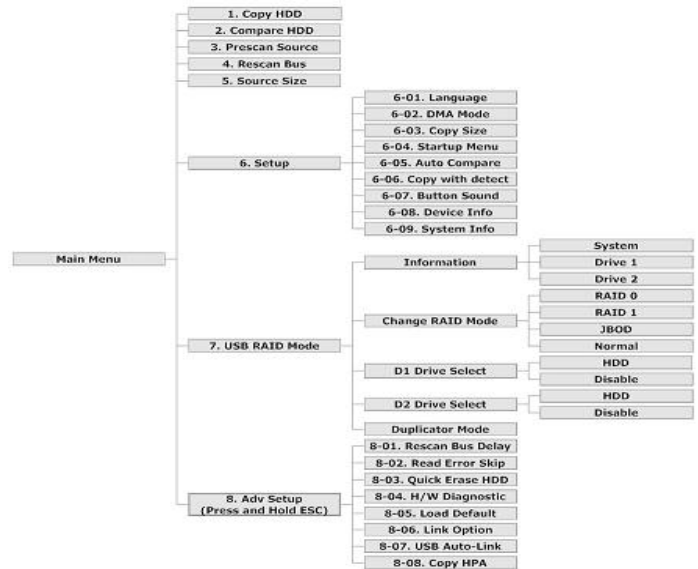 Main Menu
1. Copy HDD
2. Compare HDD
3. Prescan Source
4. Rescan Bus
5. Source Size
6. Setup
6-01. Language
6-02. DMA Mode
6-03. Copy Size
6-04. Startup Menu
6-05. Auto Compare
6-06. Copy with detect
6-07. Button Sound
6-08. Device Info
6-09. System Info
7. USB RAID Mode
Information
System
Drive 1
Drive 2
Change RAID Mode
RAID 0
RAID 1
JBOD
Normal
D1 Drive Select
HDD
Disable
D2 Drive Select
HDD
Disable
Duplicator Mode
8. Adv Setup
(Press and Hold ESC)
8-01. Rescan Bus Delay
8-02. Read Error Skip
8-03. Quick Erase HDD
8-04. H/W Diagnostic
8-05. Load Default
8-06. Link Option
8-07. USB Auto-Link
8-08. Copy HPA